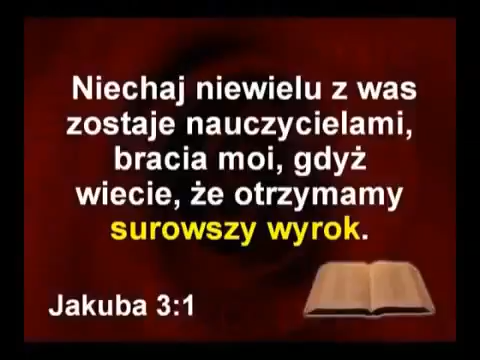 Niechaj niewielu z was
zostaje nauczycielami,
bracia moi, gdyż
wiecie, że otrzymamy
surowszy wyrok.
Jakuba 3:1